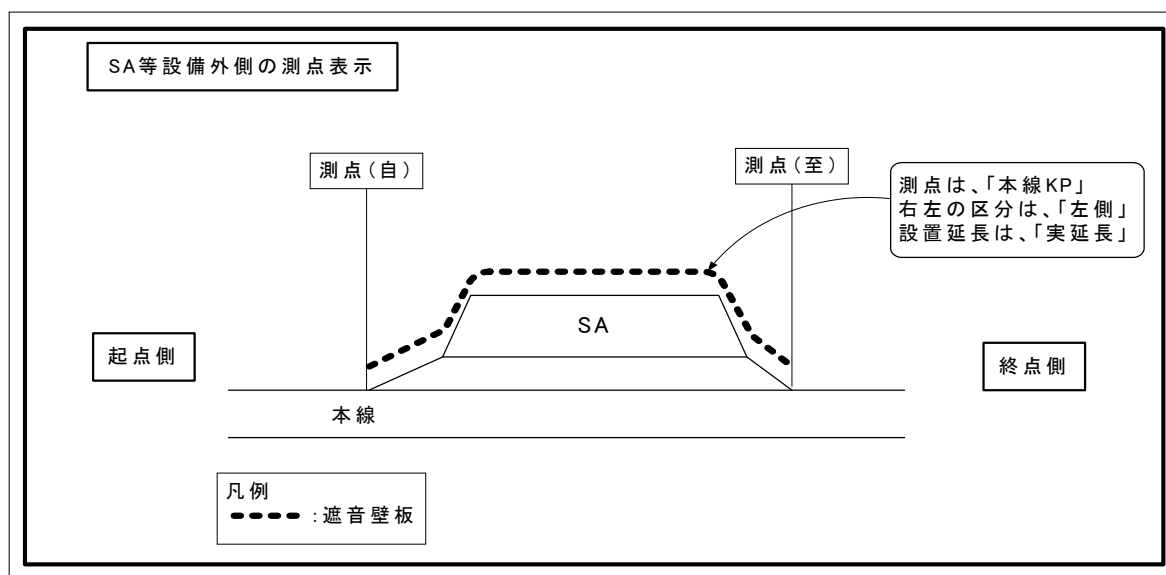 SA等設備外側の測点表示
測点(自)
測点(至)
測点は、「本線KP」
右左の区分は、「左側」
設置延長は、「実延長」
SA
起点側
終点側
本線
凡例
:遮音壁板